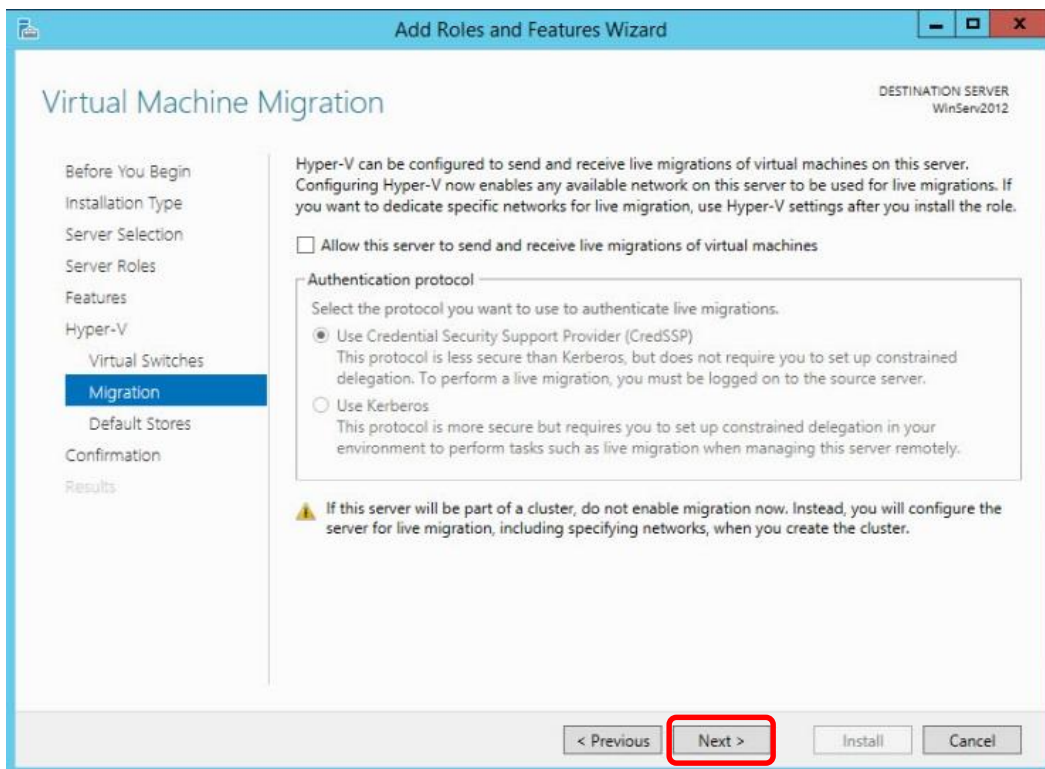 Add Roles and Features Wizard
Virtual Machine Migration
DESTINATION SERVER
WinServ2012
Before You Begin
Installation Type
Server Selection
Server Roles
Features
Hyper-V
Virtual Switches
Migration
Default Stores
Confirmation
Results
Hyper-V can be configured to send and receive live migrations of virtual machines on this server.
Configuring Hyper-V now enables any available network on this server to be used for live migrations. If
you want to dedicate specific networks for live migration, use Hyper-V settings after you install the role.
Allow this server to send and receive live migrations of virtual machines
Authentication protocol
Select the protocol you want to use to authenticate live migrations.
Use Credential Security Support Provider (CredSSP)
This protocol is less secure than Kerberos, but does not require you to set up constrained
delegation. To perform a live migration, you must be logged on to the source server.
Use Kerberos
This protocol is more secure but requires you to set up constrained delegation in your
environment to perform tasks such as live migration when managing this server remotely.
If this server will be part of a cluster, do not enable migration now. Instead, you will configure the
server for live migration, including specifying networks, when you create the cluster.
< Previous
Next >
Install
Cancel